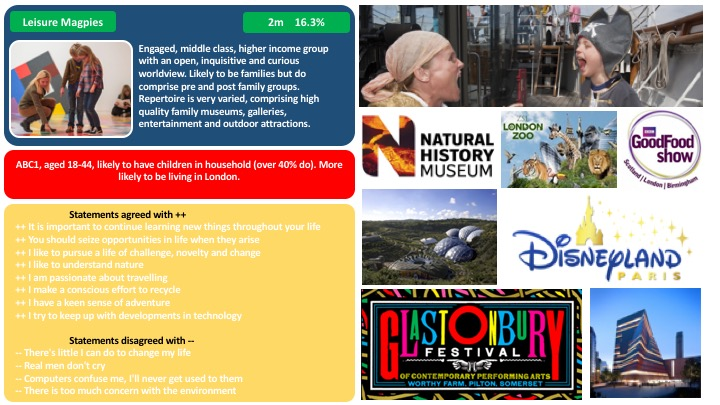 Leisure Magpies
2m 16.3%
Engaged, middle class, higher income group
with an open, inquisitive and curious
worldview. Likely to be families but do
comprise pre and post family groups.
Repertoire is very varied, comprising high
quality family museums, galleries,
entertainment and outdoor attractions.
ABC1, aged 18-44, likely to have children in household (over 40% do). More
likely to be living in London.
Statements agreed with ++
++ It is important to continue learning new things throughout your life
++ You should seize opportunities in life when they arise
++ I like to pursue a life of challenge, novelty and change
++ I like to understand nature
++ I am passionate about travelling
++ I make a conscious effort to recycle
++ I have a keen sense of adventure
++ I try to keep up with developments in technology
Statements disagreed with --
-- There's little I can do to change my life
-- Real men don't cry
-- Computers confuse me, I'll never get used to them
-- There is too much concern with the environment
N
NATURAL
HISTORY
MUSEUM
ZSL
LONDON
ZOO
BBC
GoodFood
show
Scotland | London | Birmingham
DISNEYLAND
PARIS
GLASTONBURY
FESTIVAL
OF CONTEMPORARY PERFORMING ARTS
WORTHY FARM, PILTON, SOMERSET